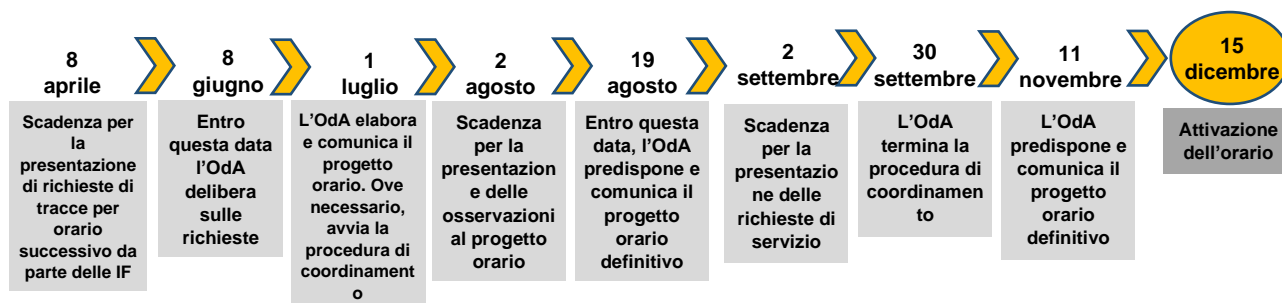 8
aprile
Scadenza per
la
presentazione
di richieste di
tracce per
orario
successivo da
parte delle IF
8
giugno
Entro
questa data
l'OdA
delibera
sulle
richieste
1
luglio
L'OdA elabora
e comunica il
progetto
orario. Ove
necessario,
avvia la
procedura di
coordinament
o
2
agosto
Scadenza
per la
presentazion
e delle
osservazioni
al progetto
orario
19
agosto
Entro questa
data, l'OdA
predispone e
comunica il
progetto
orario
definitivo
2
settembre
Scadenza
per la
presentazio
ne delle
richieste di
servizio
30
settembre
L'OdA
termina la
procedura di
coordinamen
to
11
novembre
L'OdA
predispone e
comunica il
progetto
orario
definitivo
15
dicembre
Attivazione
dell'orario